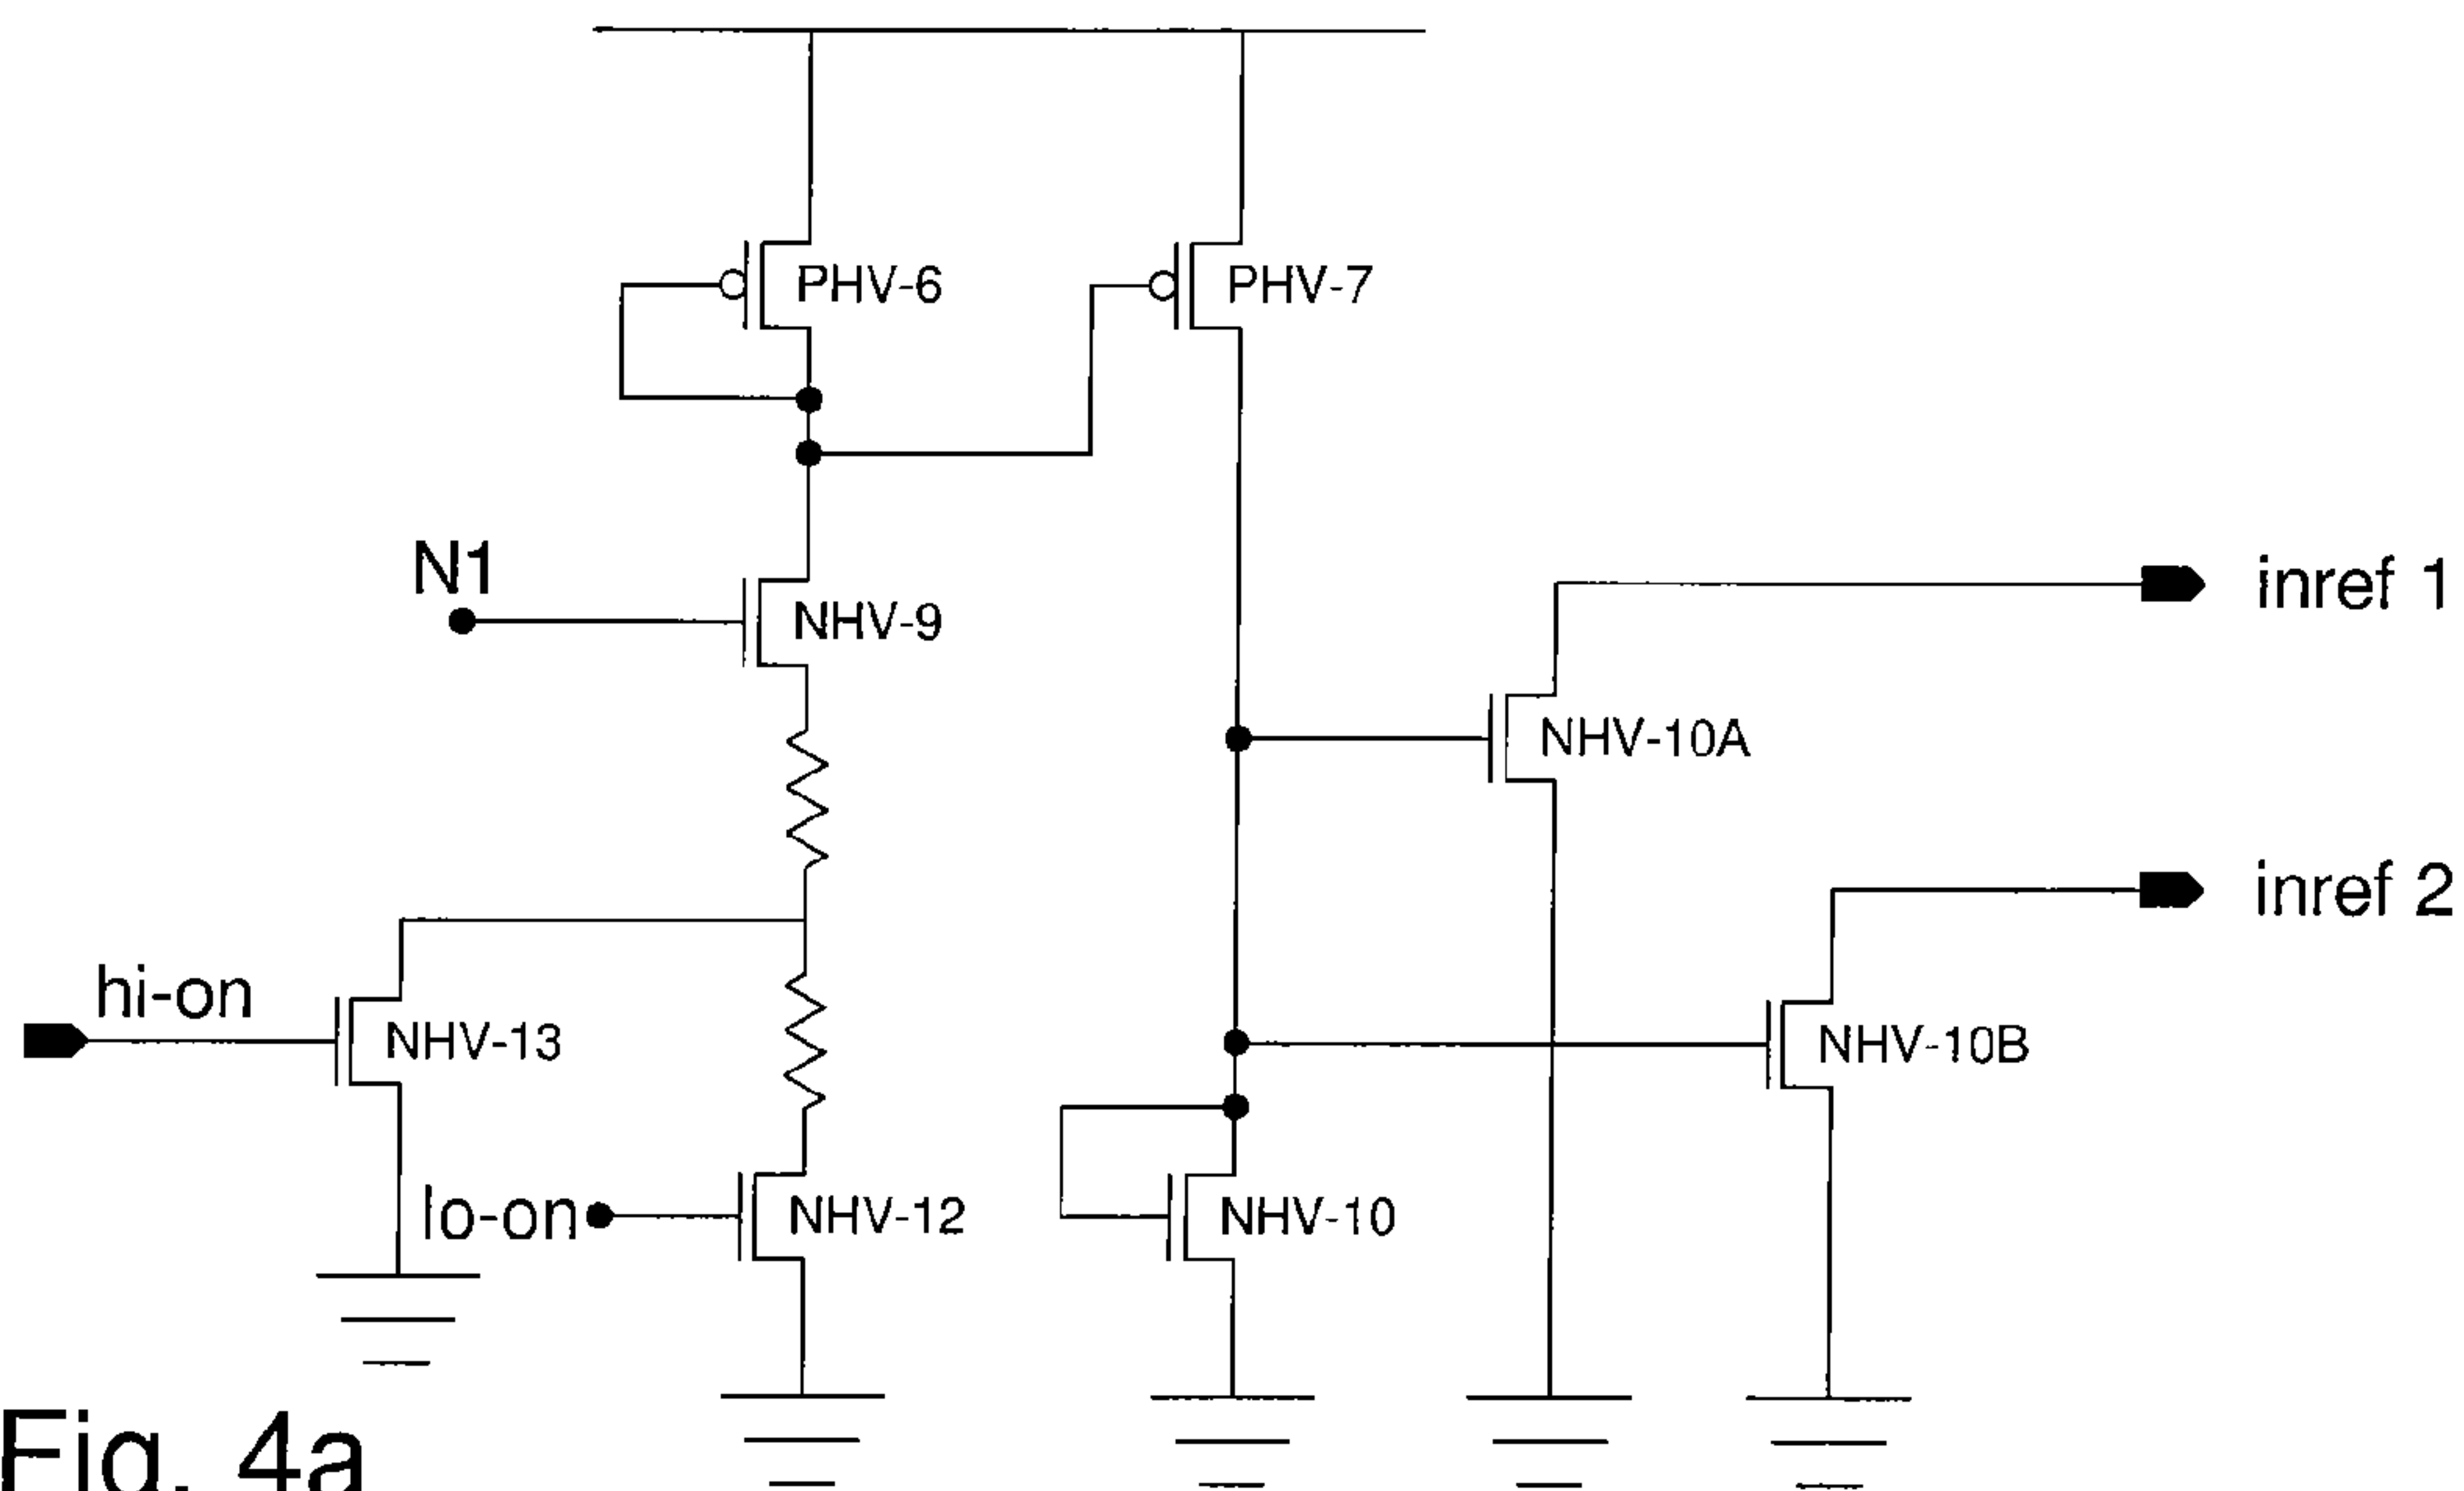 PHV-6
PHV-7
N1
NHV-9
inref 1
NHV-10A
inref 2
hi-on
NHV-13
NHV-10B
lo-on
NHV-12
NHV-10
Fig. 4a